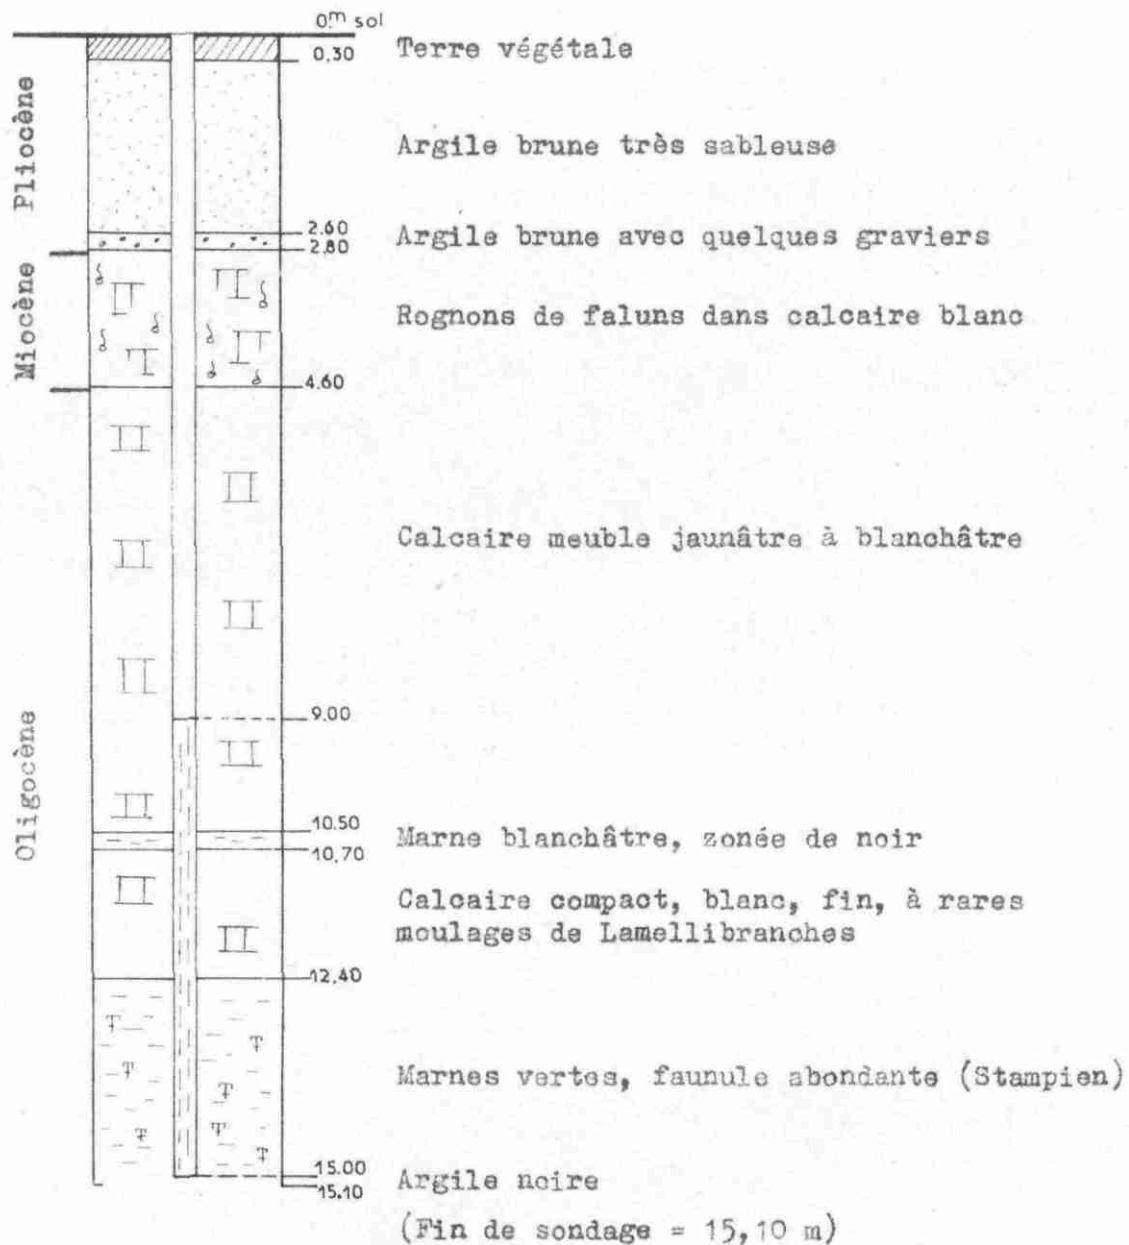 0m sol
0,30
Terre végétale
Pliocène
Argile brune très sableuse
2.60
2,80
Argile brune avec quelques graviers
Miocène
Rognons de faluns dans calcaire blanc
4.60
Calcaire meuble jaunâtre à blanchâtre
9.00
Oligocène
10.50
10,70
Marne blanchâtre, zonée de noir
Calcaire compact, blanc, fin, à rares
moulages de Lamellibranches
12,40
Marnes vertes, faunule abondante (Stampien)
15.00
15.10
Argile noire
(Fin de sondage = 15,10 m)